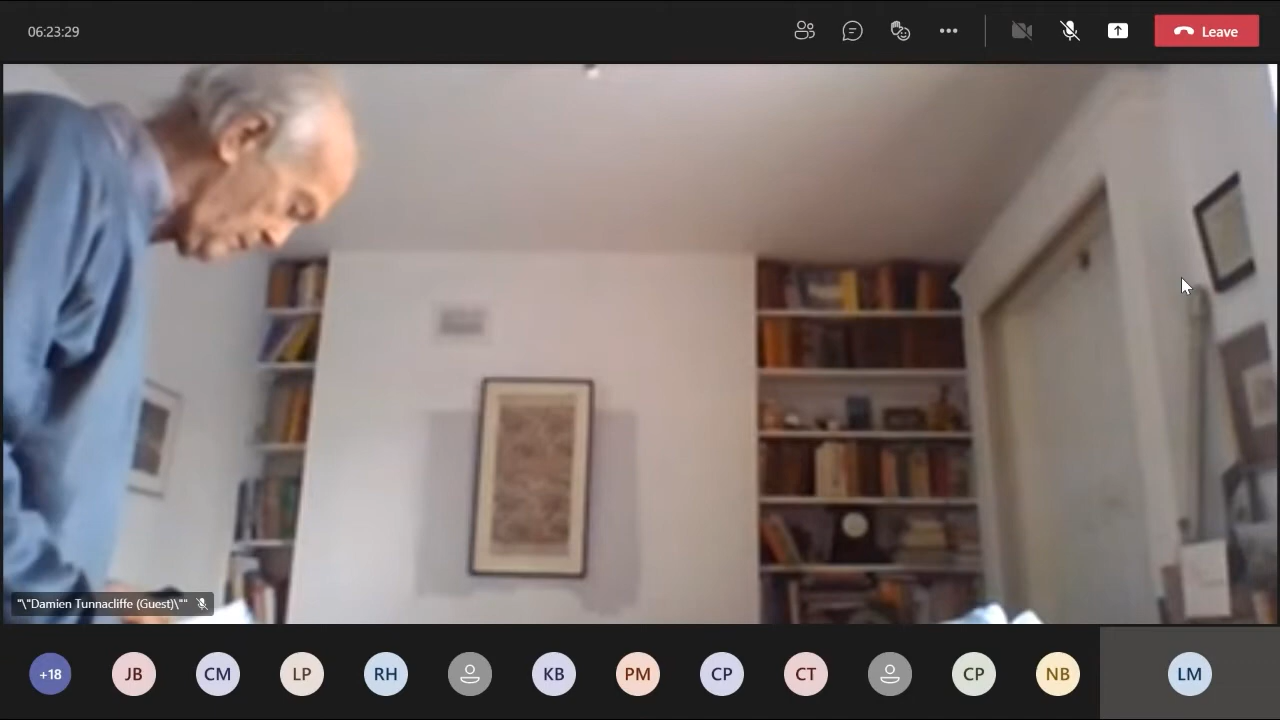 06:23:29
Leave
"\"Damien Tunnacliffe (Guest)\""
+18 JB CM LP RH KB PM CP CT CP NB LM